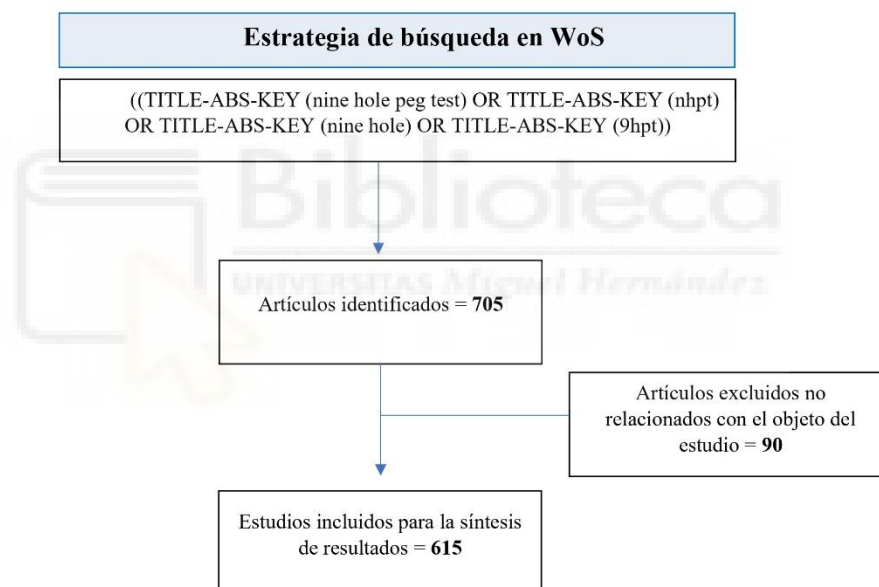 Estrategia de búsqueda en WoS
((TITLE-ABS-KEY (nine hole peg test) OR TITLE-ABS-KEY (nhpt)
OR TITLE-ABS-KEY (nine hole) OR TITLE-ABS-KEY (9hpt))
Biblioteca
UNIVERSITAS Miguel Hernández
Artículos identificados = 705
Artículos excluidos no
relacionados con el objeto del
estudio = 90
Estudios incluidos para la síntesis
de resultados = 615